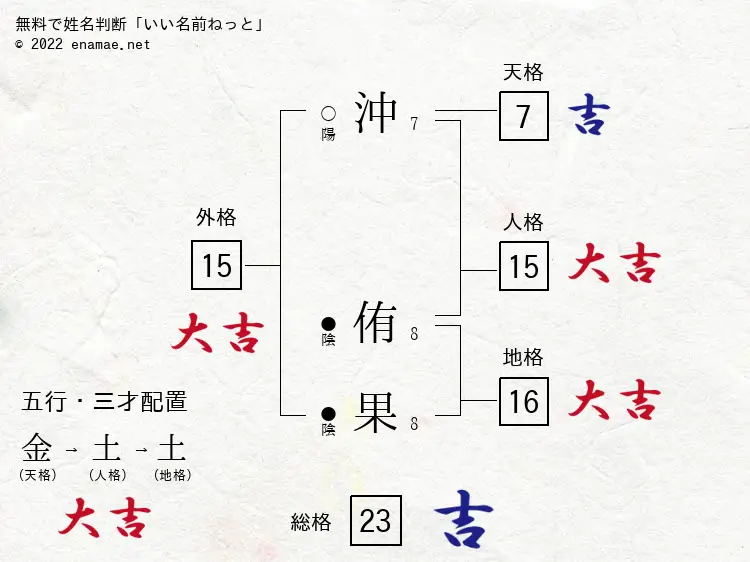 無料で姓名判断「いい名前ねっと」
© 2022 enamae.net
天格
○ 沖 7
陽
7 吉
外格
15
大吉
人格
15 大吉
● 侑 8
陰
地格
16 大吉
● 果 8
陰
五行・三才配置
金→土→土
(天格) (人格) (地格)
大吉
総格 23 吉